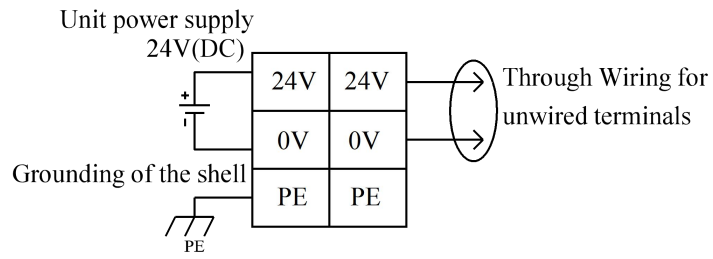 Unit power supply
24V(DC)
+
-
24V 24V
0V 0V
PE PE
Through Wiring for
unwired terminals
Grounding of the shell
PE